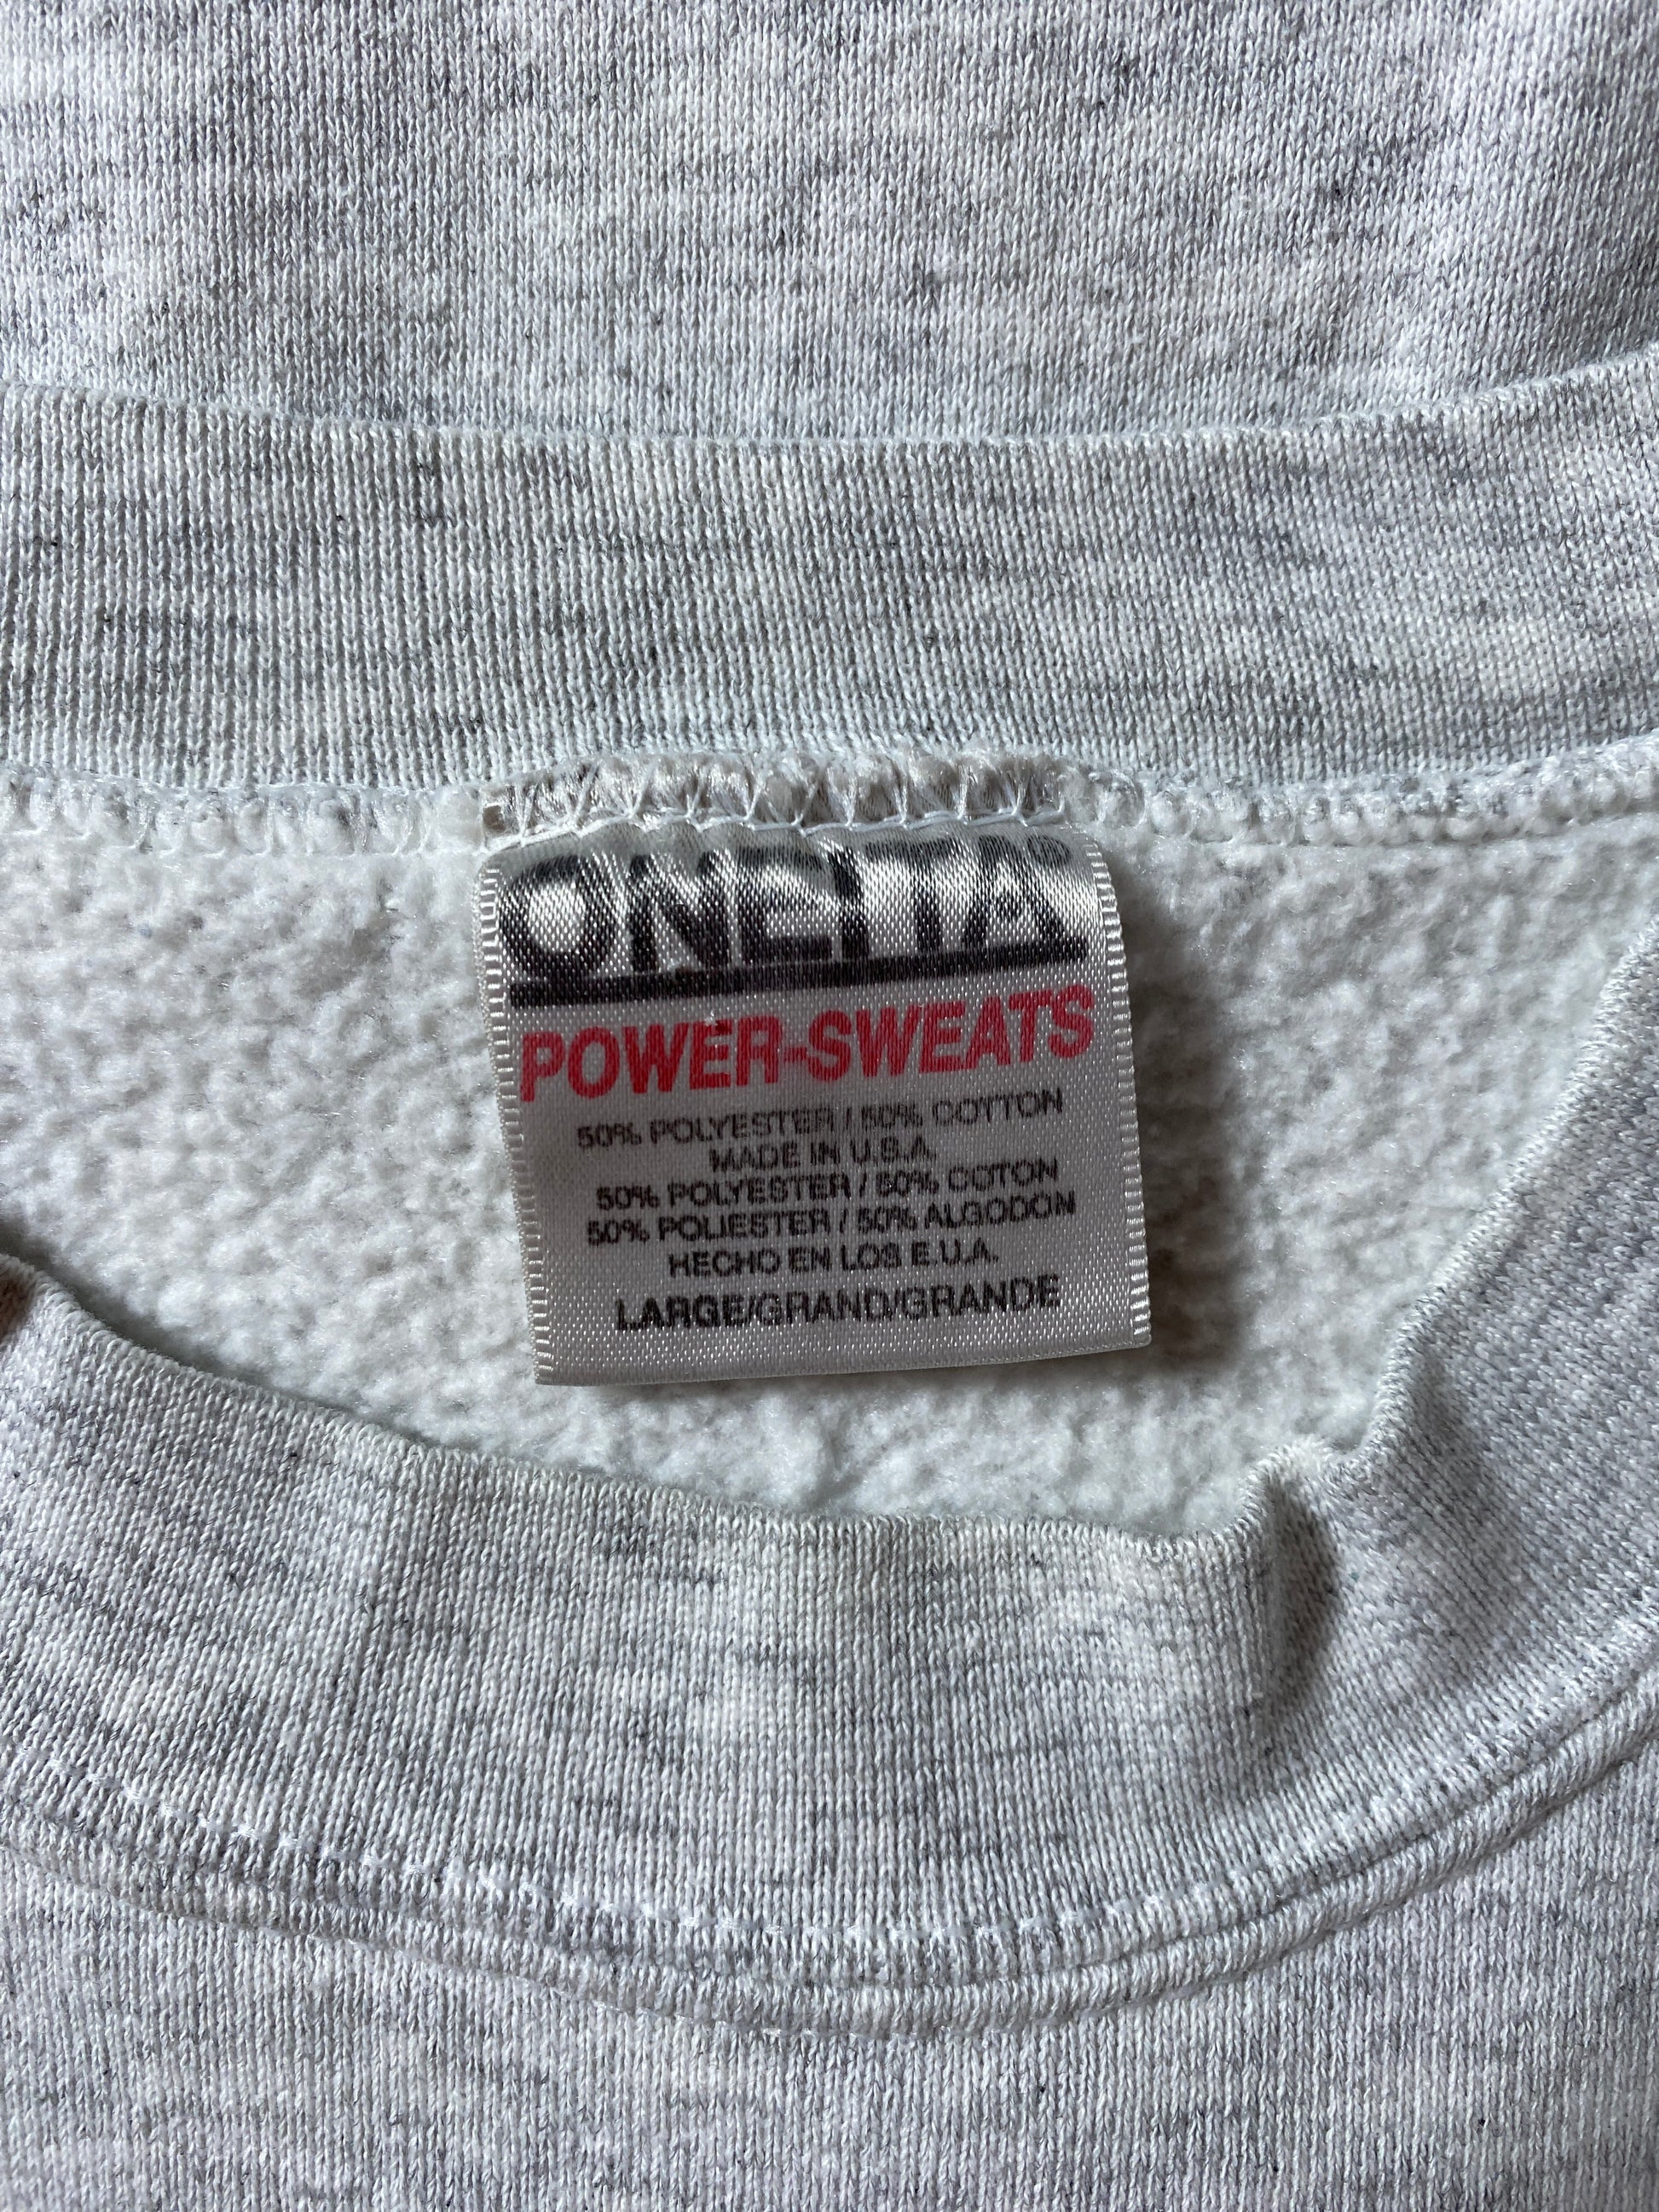 ONEITA®
POWER-SWEATS
50% POLYESTER / 50% COTTON
MADE IN U.S.A.
50% POLYESTER / 50% COTON
50% POLIESTER / 50% ALGODON
HECHO EN LOS E.U.A.
LARGE/GRAND/GRANDE